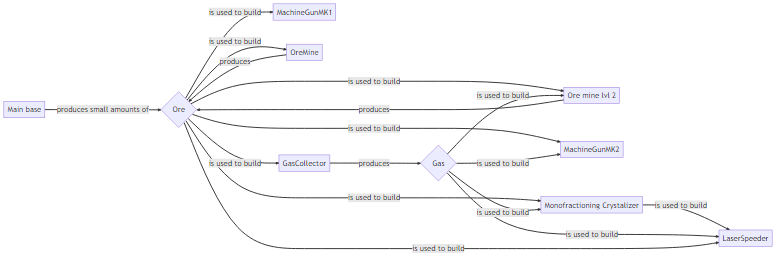 is used to build
MachineGunMK1
is used to build
OreMine
produces
is used to build
is used to build
Ore mine lvl 2
Main base
produces small amounts of
Ore
produces
is used to build
MachineGunMK2
is used to build
GasCollector
produces
Gas
is used to build
is used to build
Monofractioning Crystalizer
is used to build
is used to build
is used to build
LaserSpeeder
is used to build